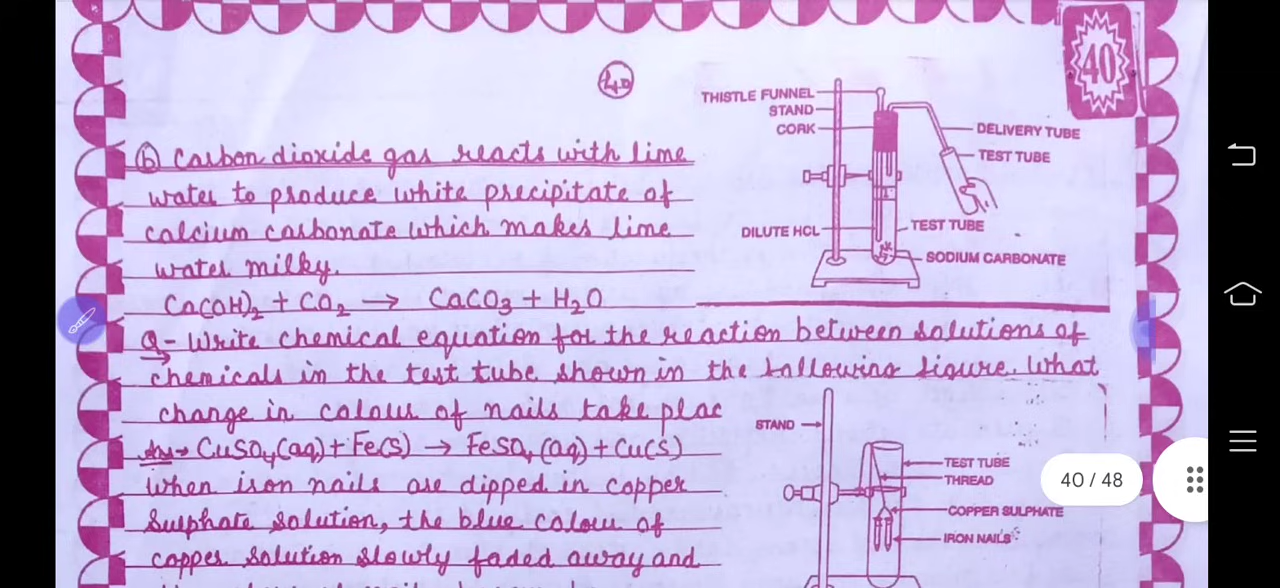 40
40
THISTLE FUNNEL
STAND
CORK
DELIVERY TUBE
TEST TUBE
DILUTE HCL
TEST TUBE
SODIUM CARBONATE
(b) Carbon dioxide gas reacts with lime
water to produce white precipitate of
calcium carbonate which makes lime
water milky.
Ca(OH)2 + CO2 → CaCO3 + H2O
Q- Write chemical equation for the reaction between solutions of
chemicals in the test tube shown in the following figure. What
change in colour of nails take plac
Ans→ CuSO4(aq) + Fe(s) → FeSO4(aq) + Cu(s)
When iron nails are dipped in copper
Sulphate solution, the blue colour of
copper solution slowly faded away and
STAND
TEST TUBE
THREAD
COPPER SULPHATE
IRON NAILS
40 / 48